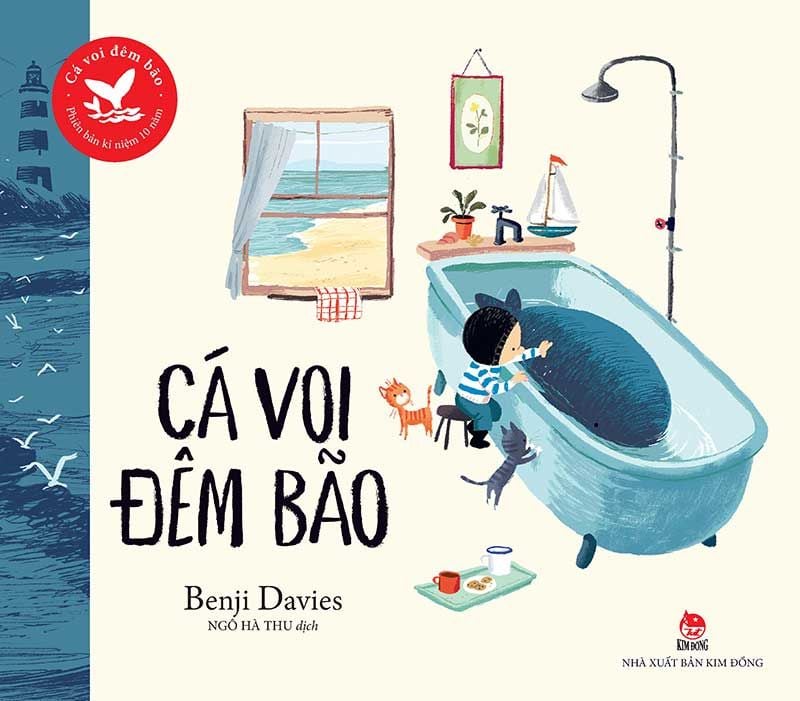 Cá voi đêm bão
Phiên bản kỉ niệm 10 năm
CÁ VOI
ĐÊM BÃO
Benji Davies
NGÔ HÀ THU dịch
KIM ĐỒNG
NHÀ XUẤT BẢN KIM ĐỒNG